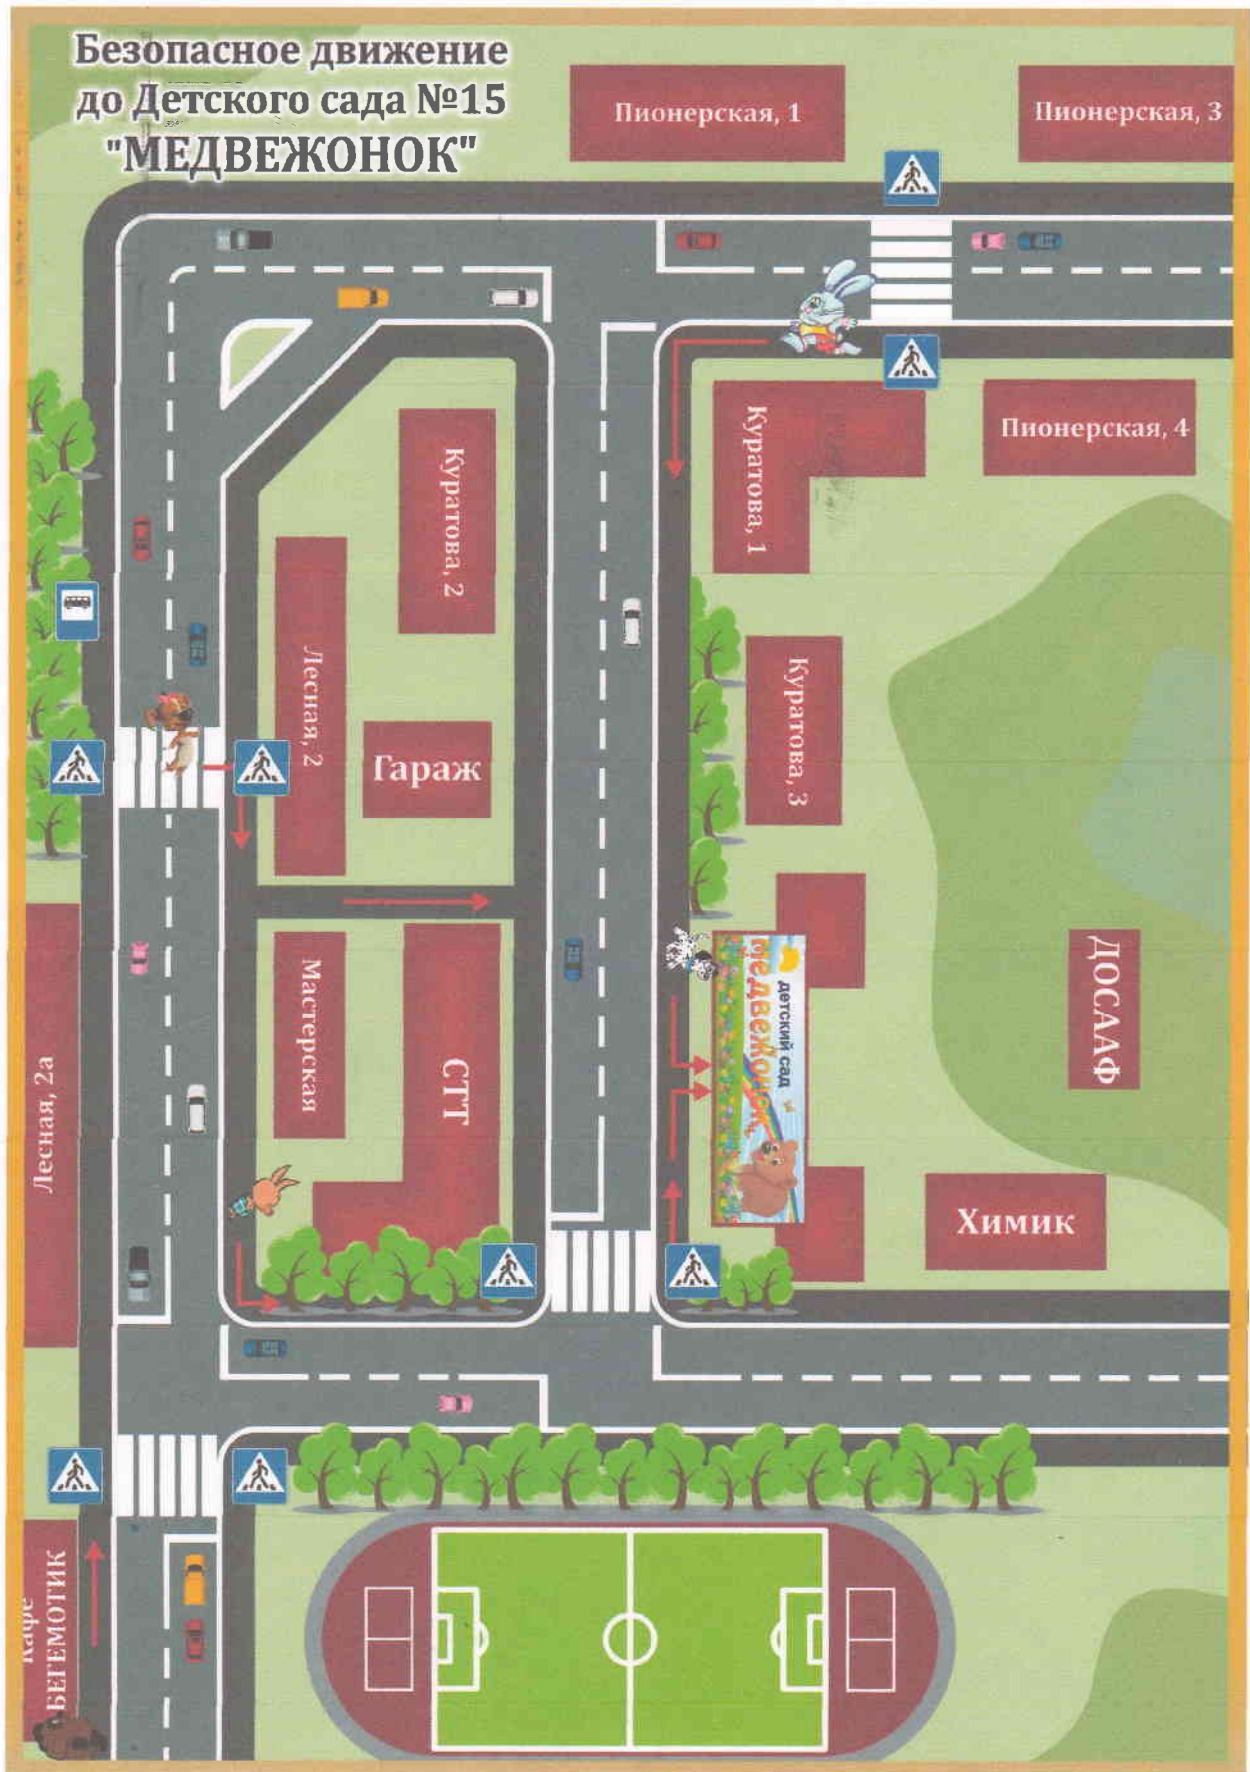 Безопасное движение
до Детского сада №15
"МЕДВЕЖОНОК"
Пионерская, 1
Пионерская, 3
Пионерская, 4
Куратова, 1
Куратова, 2
Лесная, 2
Гараж
Куратова, 3
детский сад
медвежонок
ДОСААФ
Мастерская
СТТ
Лесная, 2а
Химик
Кафе
БЕГЕМОТИК